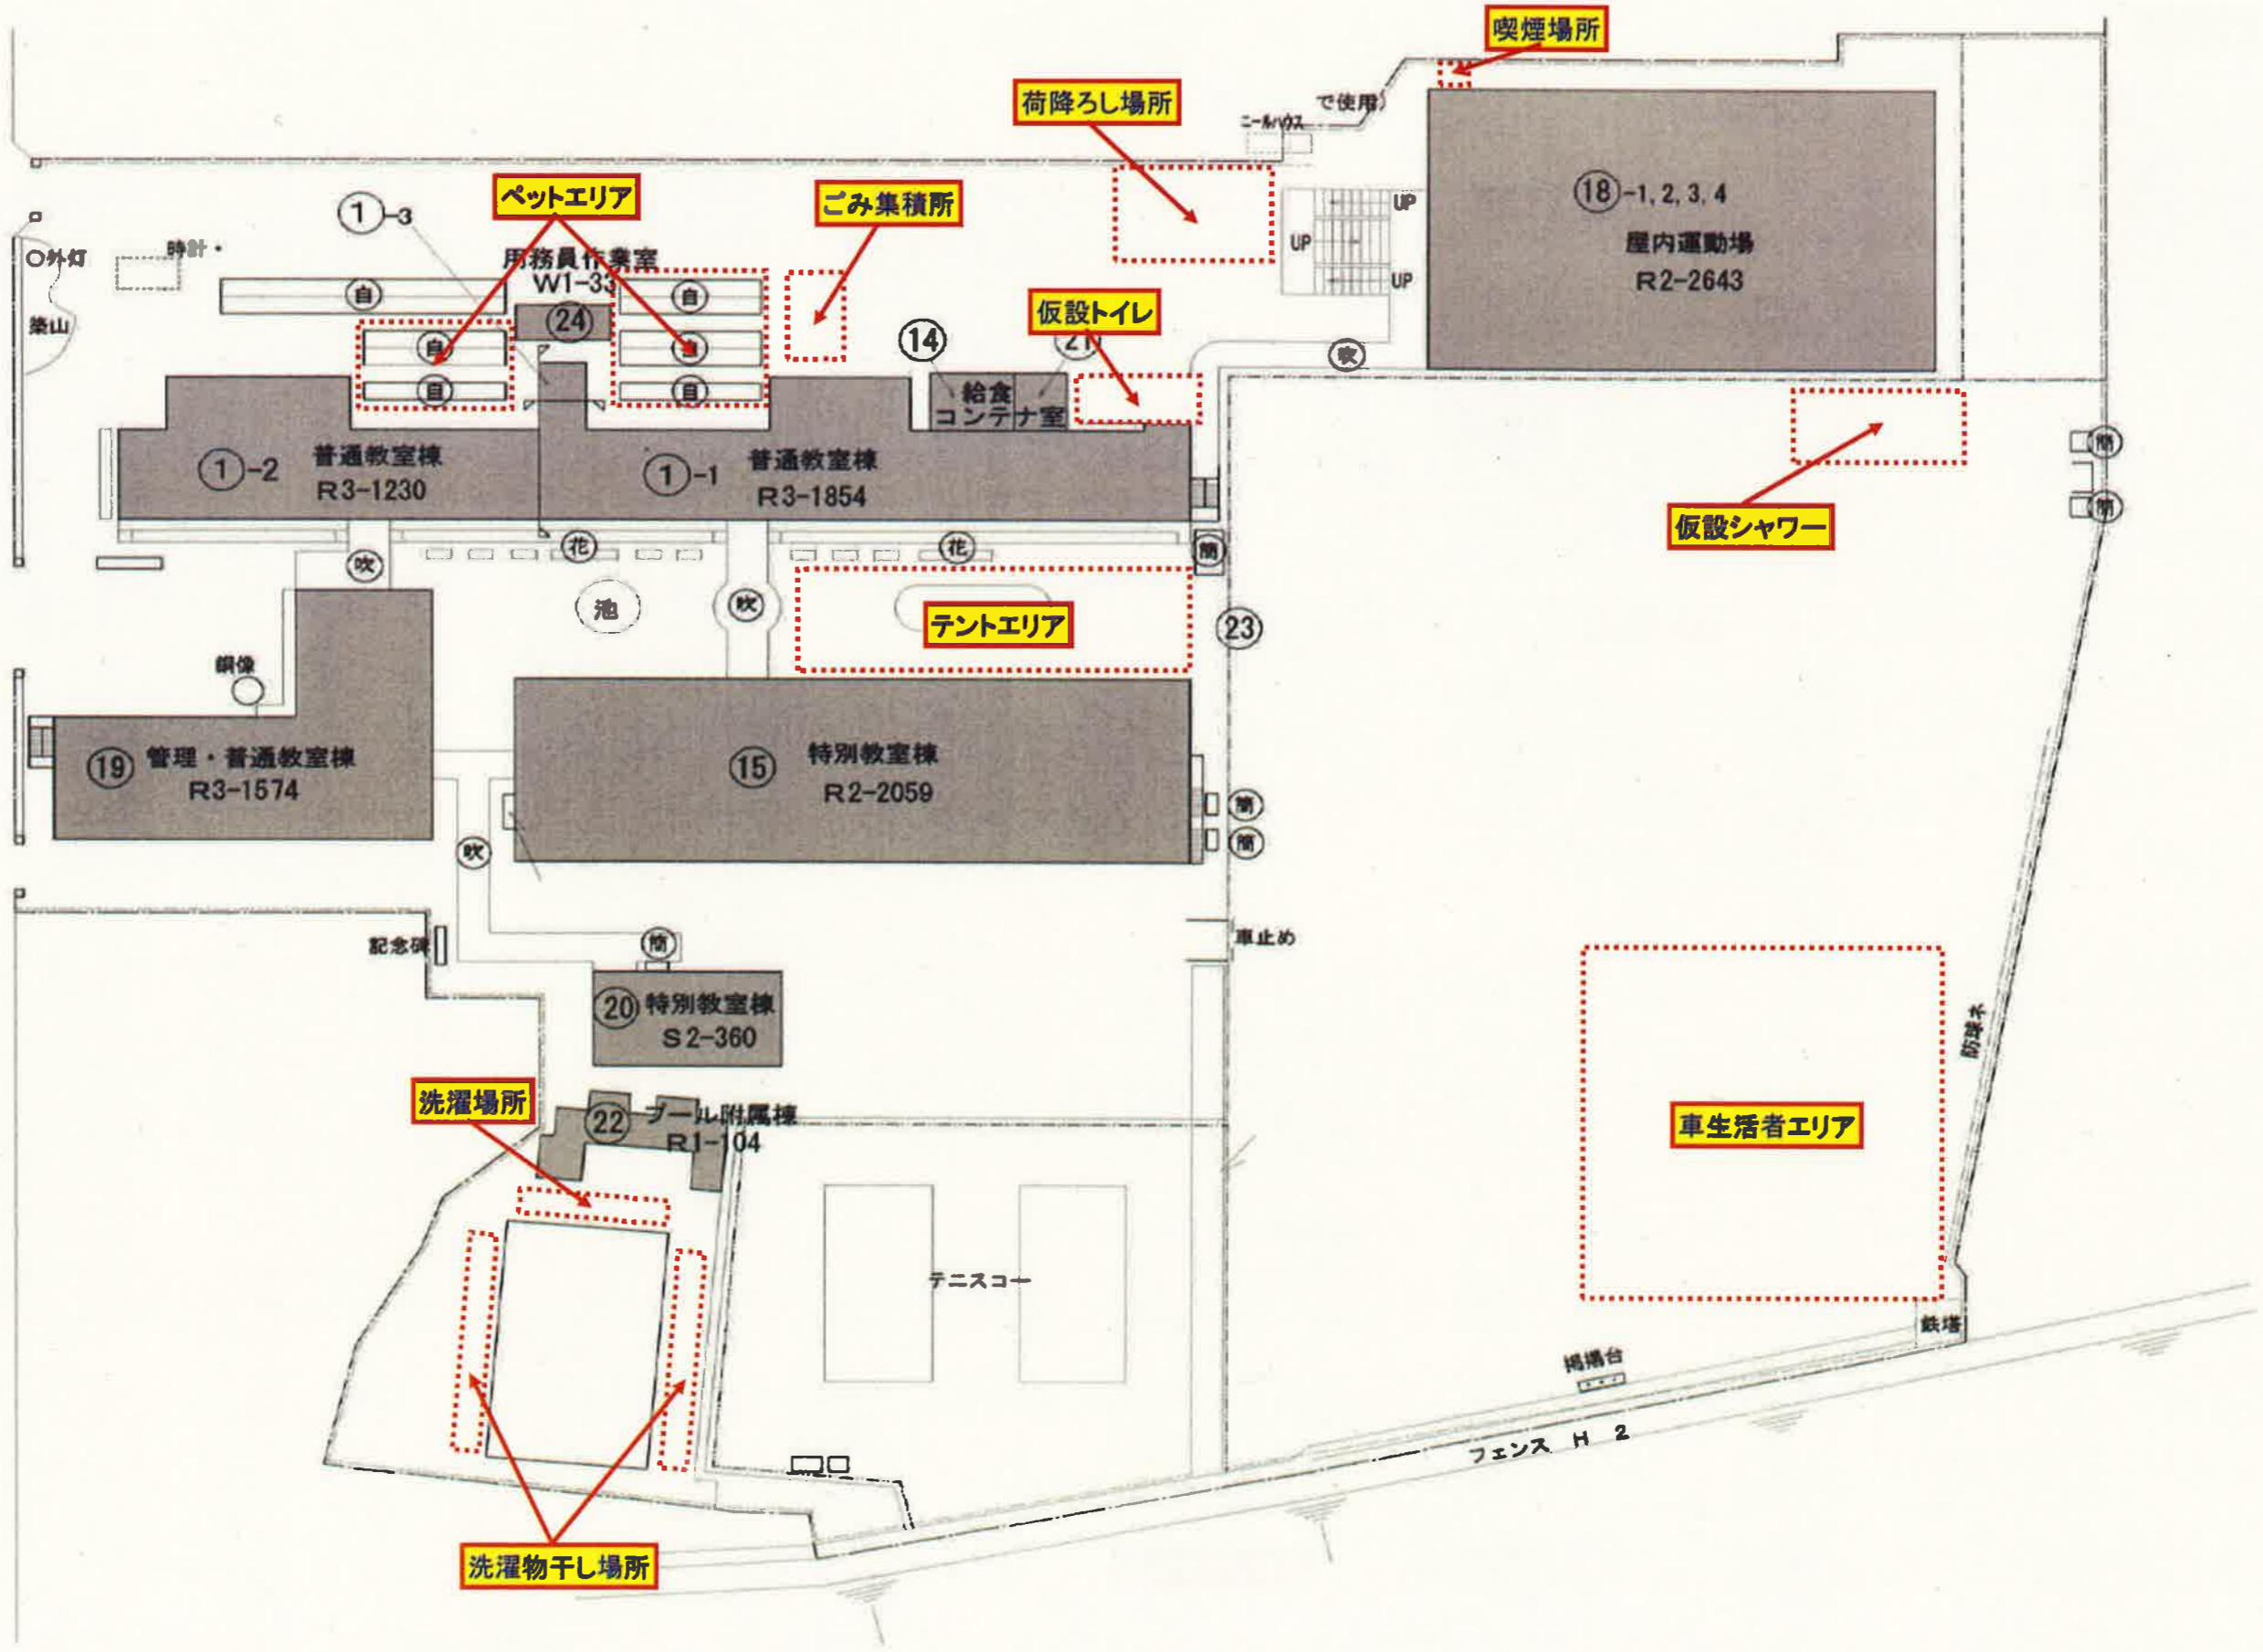 喫煙場所
荷降ろし場所
で使用)
ニールハウス
ペットエリア
ごみ集積所
①-3
⑱-1, 2, 3, 4
屋内運動場
R2-2643
UP
UP
UP
外灯
時計
用務員作業室
W1-33
㉔
自
自
自
自
自
自
築山
仮設トイレ
⑭
21
吹
給食
コンテナ室
①-2
普通教室棟
R3-1230
①-1
普通教室棟
R3-1854
簡
簡
仮設シャワー
吹
花
花
簡
池
吹
テントエリア
㉓
銅像
⑲
管理・普通教室棟
R3-1574
⑮
特別教室棟
R2-2059
簡
簡
吹
記念碑
簡
車止め
⑳
特別教室棟
S2-360
防球ネ
洗濯場所
㉒
プール附属棟
R1-104
車生活者エリア
テニスコー
鉄塔
掲揚台
フェンス H 2
洗濯物干し場所